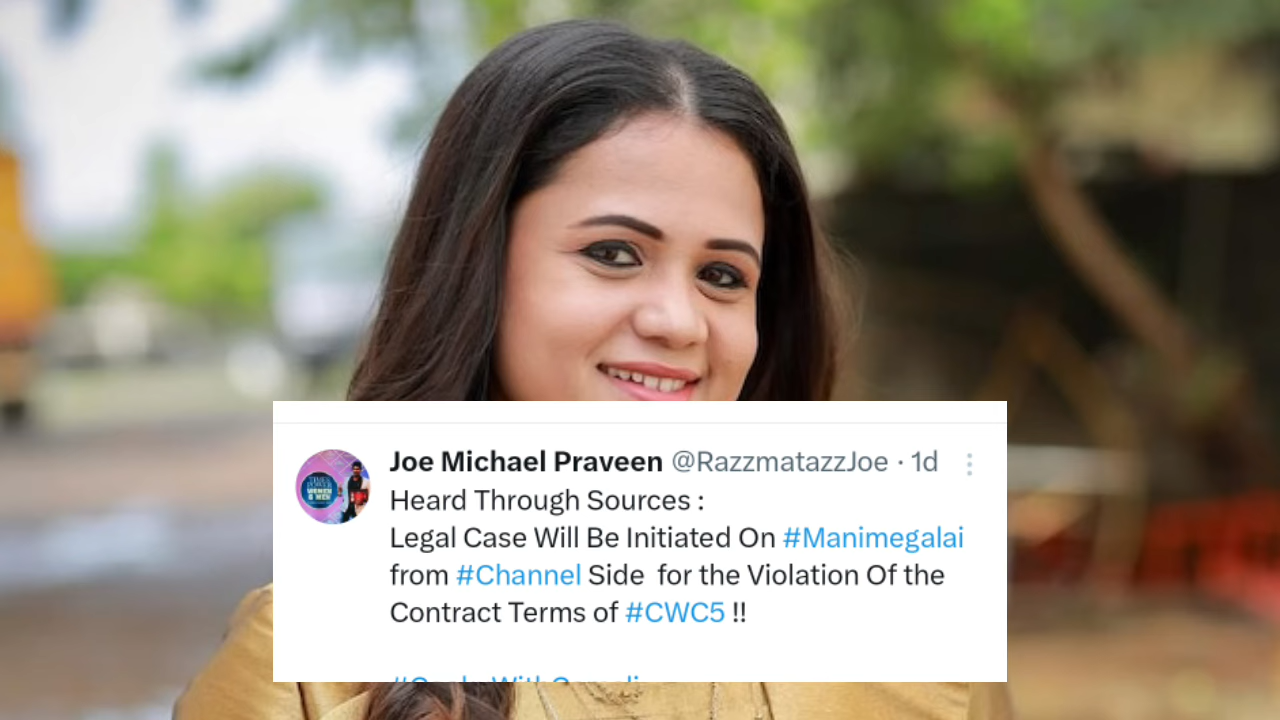 Joe Michael Praveen @RazzmatazzJoe · 1d
Heard Through Sources :
Legal Case Will Be Initiated On #Manimegalai
from #Channel Side for the Violation Of the
Contract Terms of #CWC5 !!